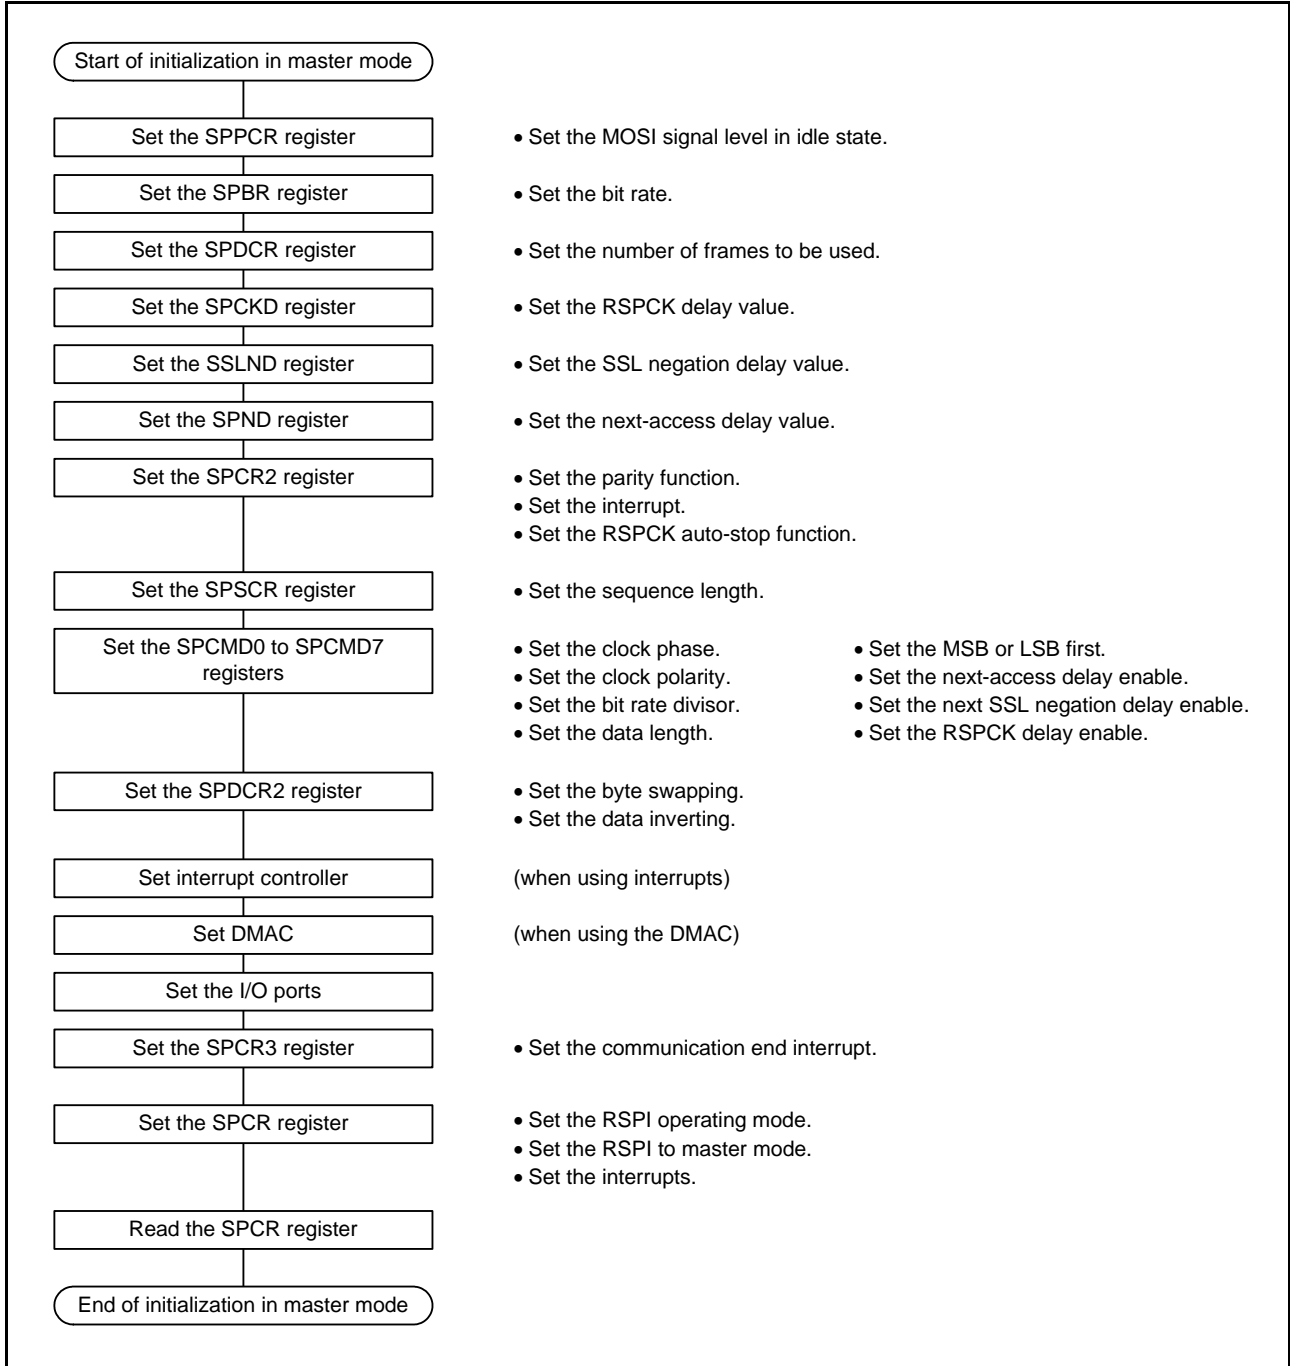 Start of initialization in master mode
Set the SPPCR register
• Set the MOSI signal level in idle state.
Set the SPBR register
• Set the bit rate.
Set the SPDCR register
• Set the number of frames to be used.
Set the SPCKD register
• Set the RSPCK delay value.
Set the SSLND register
• Set the SSL negation delay value.
Set the SPND register
• Set the next-access delay value.
Set the SPCR2 register
• Set the parity function.
• Set the interrupt.
• Set the RSPCK auto-stop function.
Set the SPSCR register
• Set the sequence length.
Set the SPCMD0 to SPCMD7
registers
• Set the clock phase.
• Set the clock polarity.
• Set the bit rate divisor.
• Set the data length.
• Set the MSB or LSB first.
• Set the next-access delay enable.
• Set the next SSL negation delay enable.
• Set the RSPCK delay enable.
Set the SPDCR2 register
• Set the byte swapping.
• Set the data inverting.
Set interrupt controller
(when using interrupts)
Set DMAC
(when using the DMAC)
Set the I/O ports
Set the SPCR3 register
• Set the communication end interrupt.
Set the SPCR register
• Set the RSPI operating mode.
• Set the RSPI to master mode.
• Set the interrupts.
Read the SPCR register
End of initialization in master mode